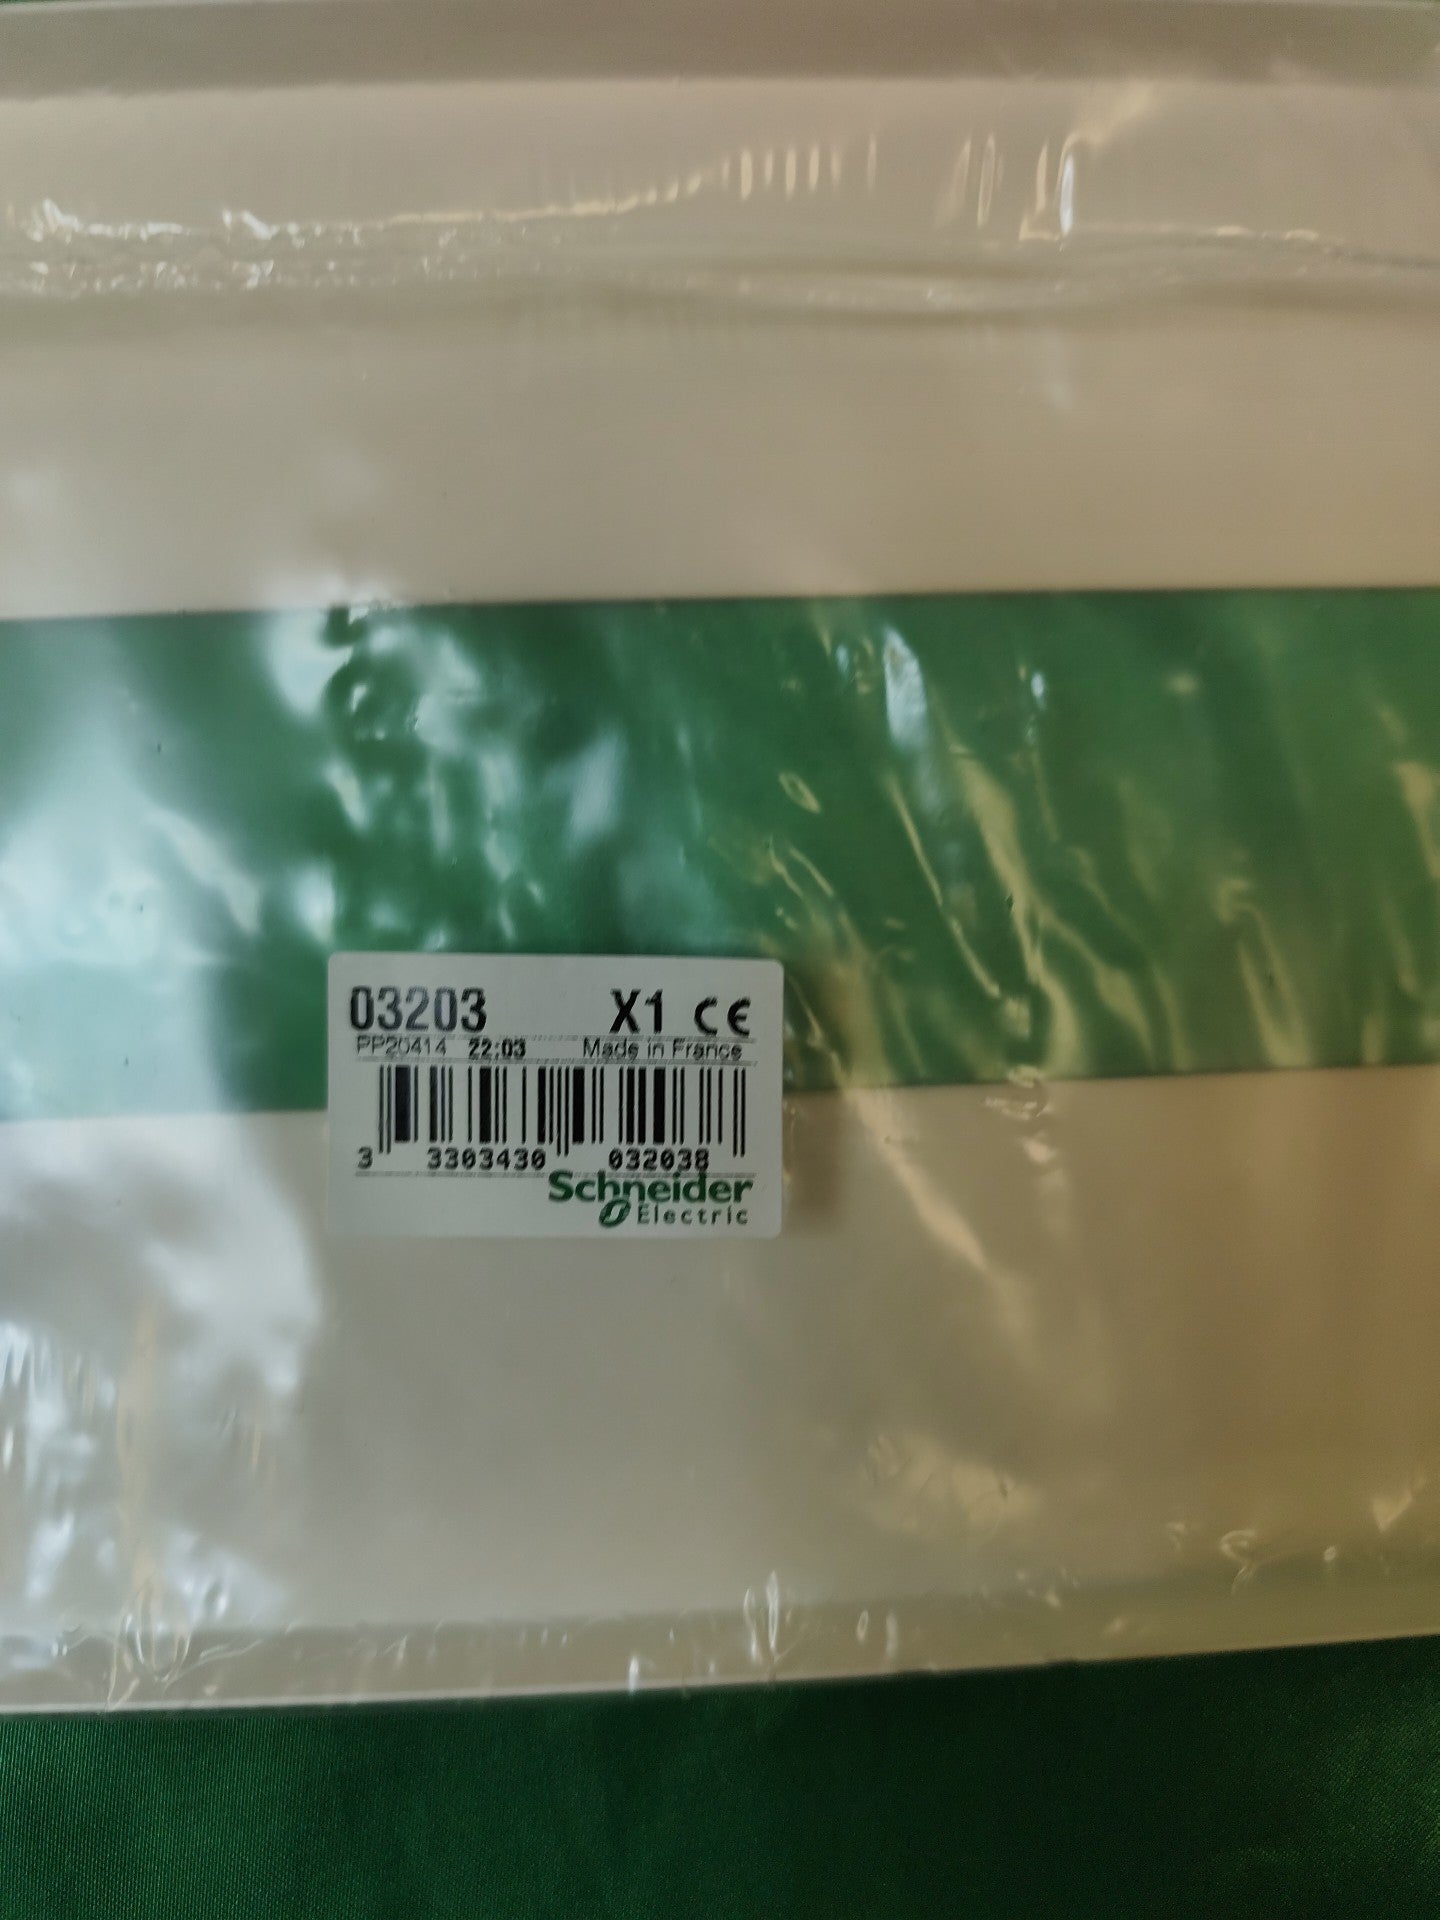 03203 X1 CE
PP20414 22:03 Made in France
3 3303430 032038
Schneider
Electric